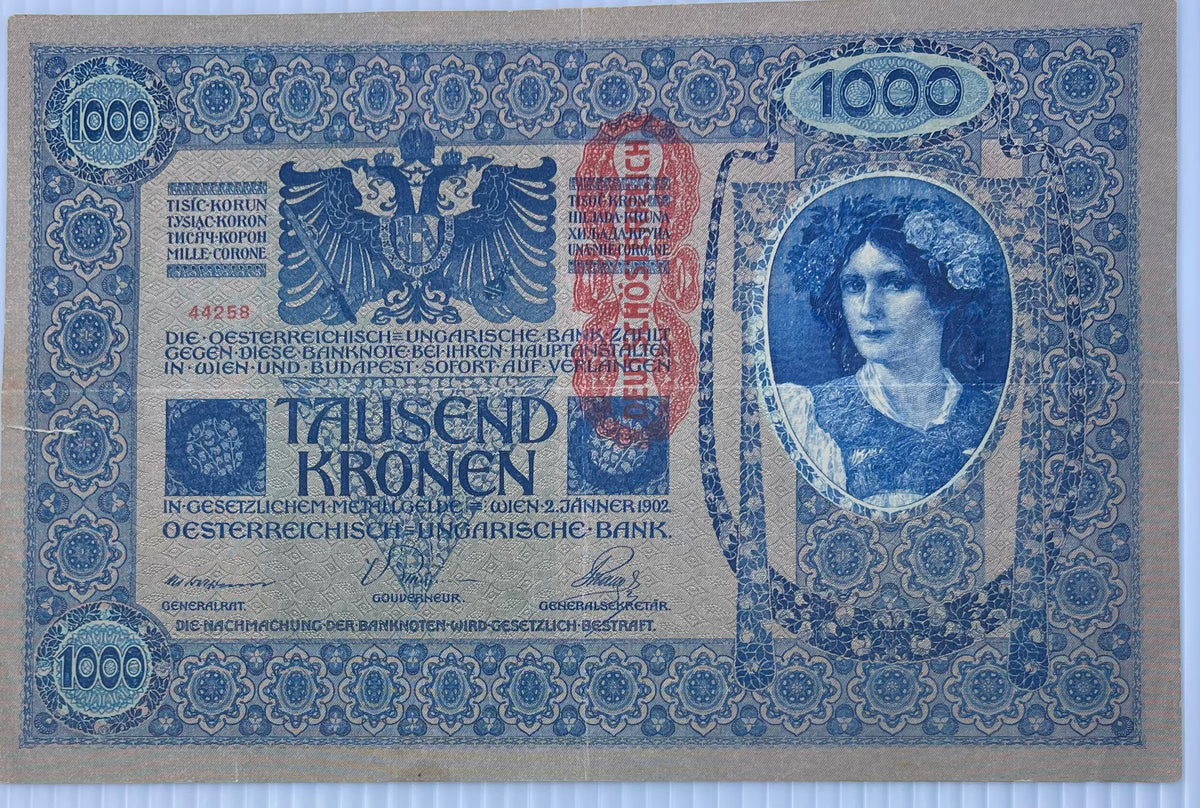 1000
1000
TISÍC·KORUN
TYSIĄC·KORON
ТИСЯЧ·КОРОН
MILLE·CORONE
TISOČ·KRON
HILJADA·KRUNA
ХИЉАДА·КРУНА
UNA·MIE·COROANE
DEUTSCHÖSTERREICH
44258
DIE·OESTERREICHISCH=UNGARISCHE·BANK·ZAHLT
GEGEN·DIESE·BANKNOTE·BEI·IHREN·HAUPTANSTALTEN
IN·WIEN·UND·BUDAPEST·SOFORT·AUF·VERLANGEN
TAUSEND
KRONEN
IN·GESETZLICHEM·METALLGELDE=WIEN·2.JÄNNER 1902.
OESTERREICHISCH=UNGARISCHE·BANK.
GENERALRAT.
GOUVERNEUR.
GENERALSEKRETÄR.
DIE·NACHMACHUNG·DER·BANKNOTEN·WIRD·GESETZLICH·BESTRAFT.
1000